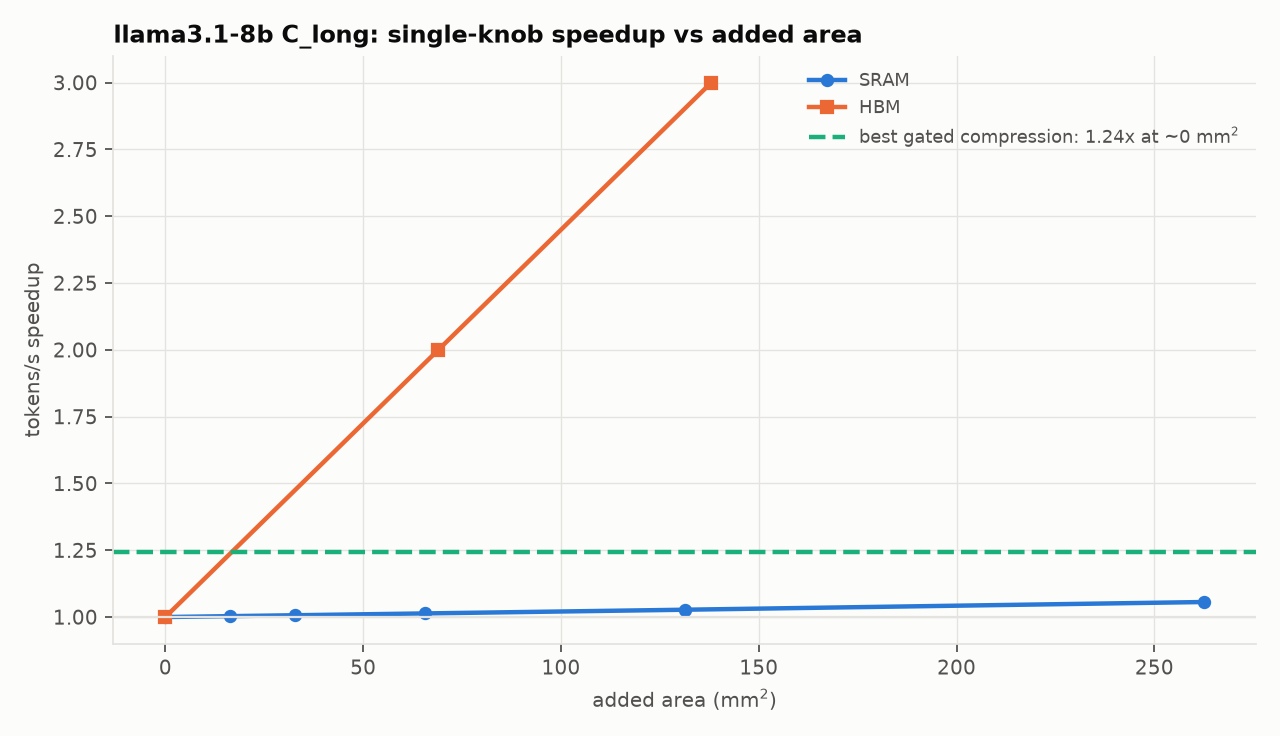 llama3.1-8b C_long: single-knob speedup vs added area
SRAM
HBM
best gated compression: 1.24x at ~0 mm²
tokens/s speedup
3.00
2.75
2.50
2.25
2.00
1.75
1.50
1.25
1.00
0
50
100
150
200
250
added area (mm²)